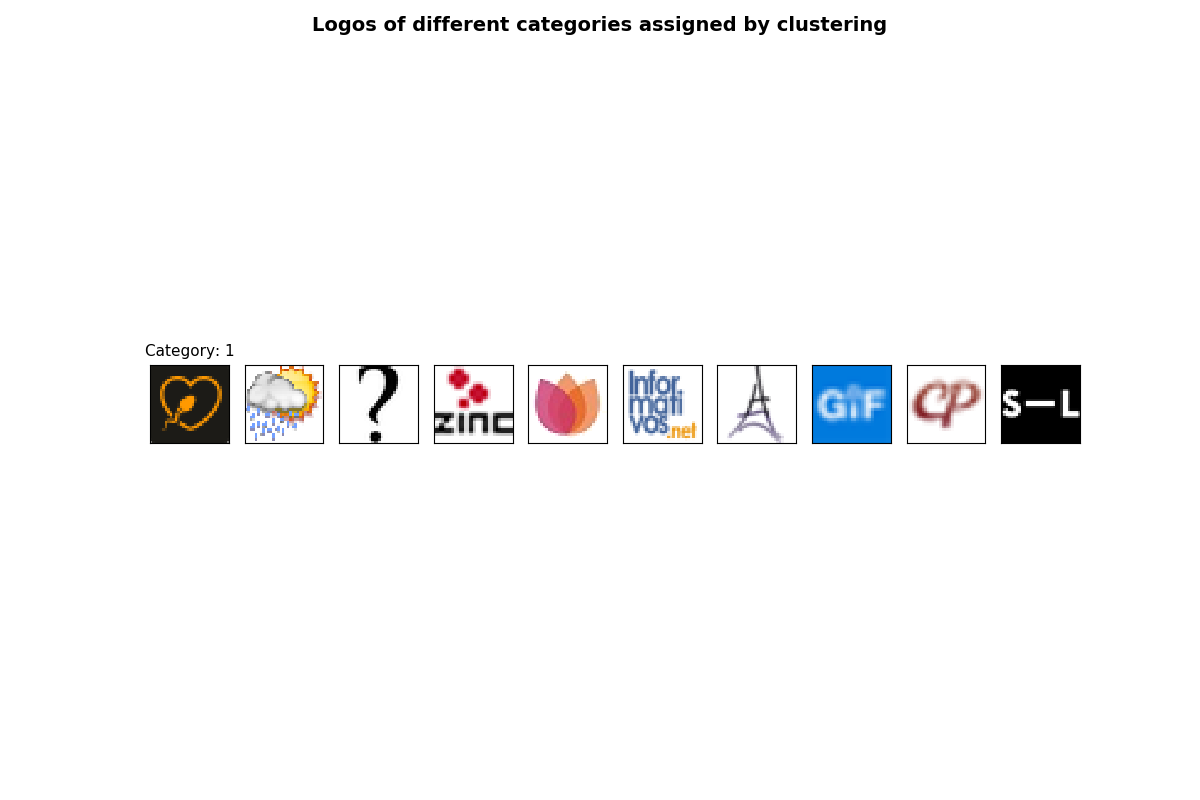 Logos of different categories assigned by clustering
Category: 1
?
zinc
Infor.
mati
vos.net
GiF
CP
S–L